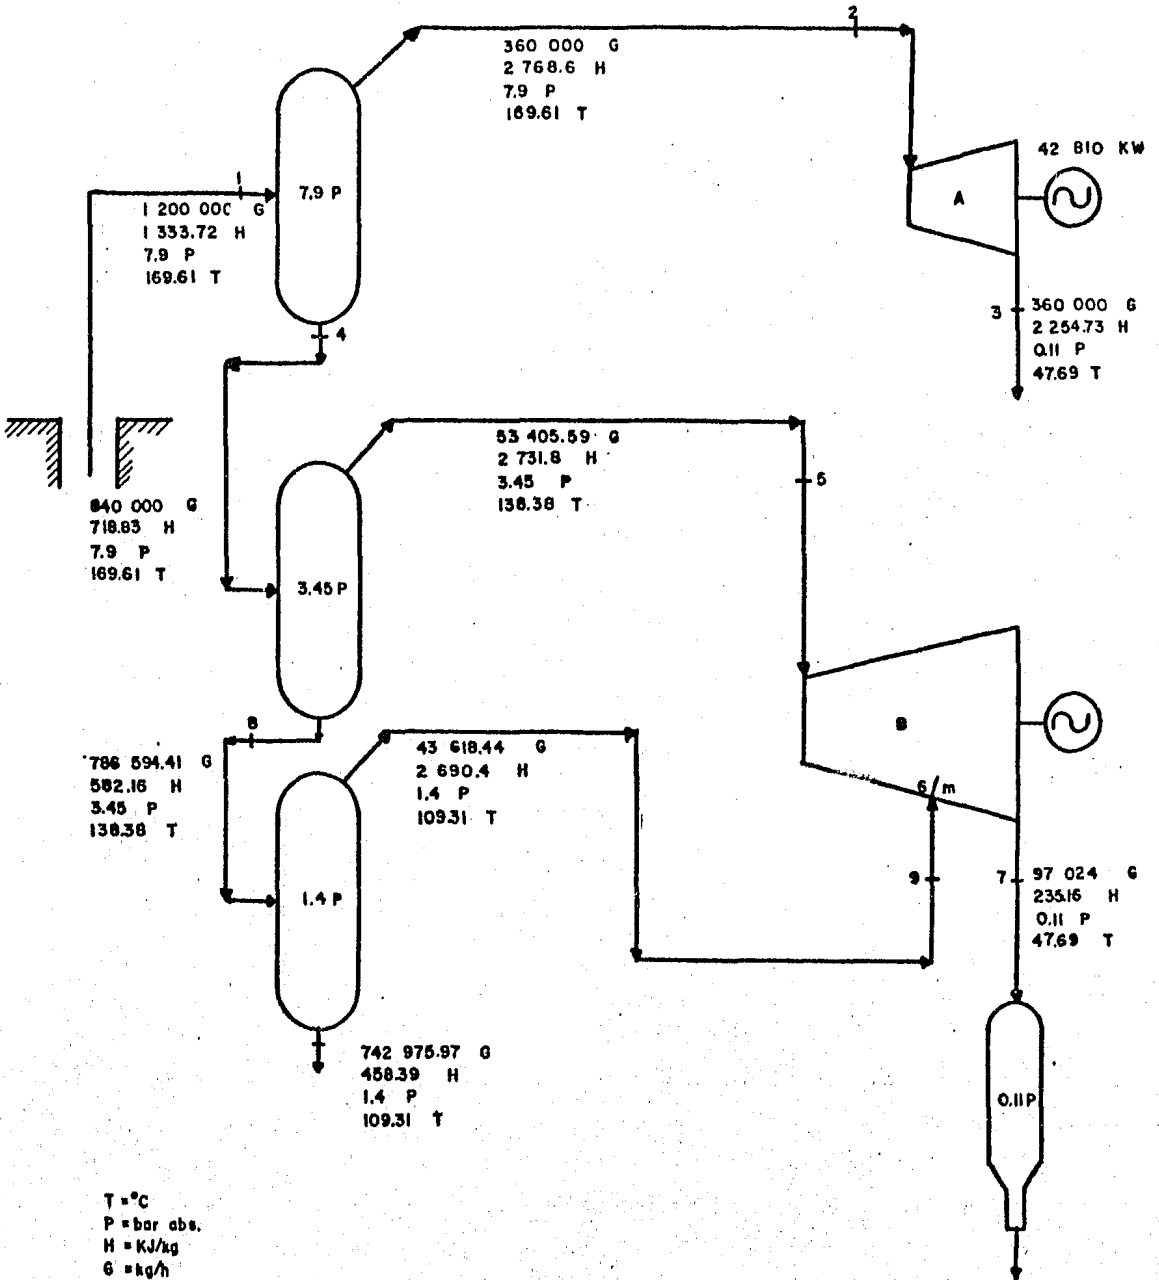 2
360 000 G
2 768.6 H
7.9 P
169.61 T
42 810 KW
7.9 P
A
1
1 200 000 G
1 333.72 H
7.9 P
169.61 T
3
360 000 G
2 254.73 H
0.11 P
47.69 T
4
53 405.59 G
2 731.8 H
3.45 P
138.38 T
5
840 000 G
718.83 H
7.9 P
169.61 T
3.45 P
B
8
786 594.41 G
582.16 H
3.45 P
138.38 T
43 618.44 G
2 690.4 H
1.4 P
109.31 T
6/m
1.4 P
9
7
97 024 G
235.16 H
0.11 P
47.69 T
742 975.97 G
458.39 H
1.4 P
109.31 T
0.11P
T = °C
P = bar abs.
H = KJ/kg
G = kg/h